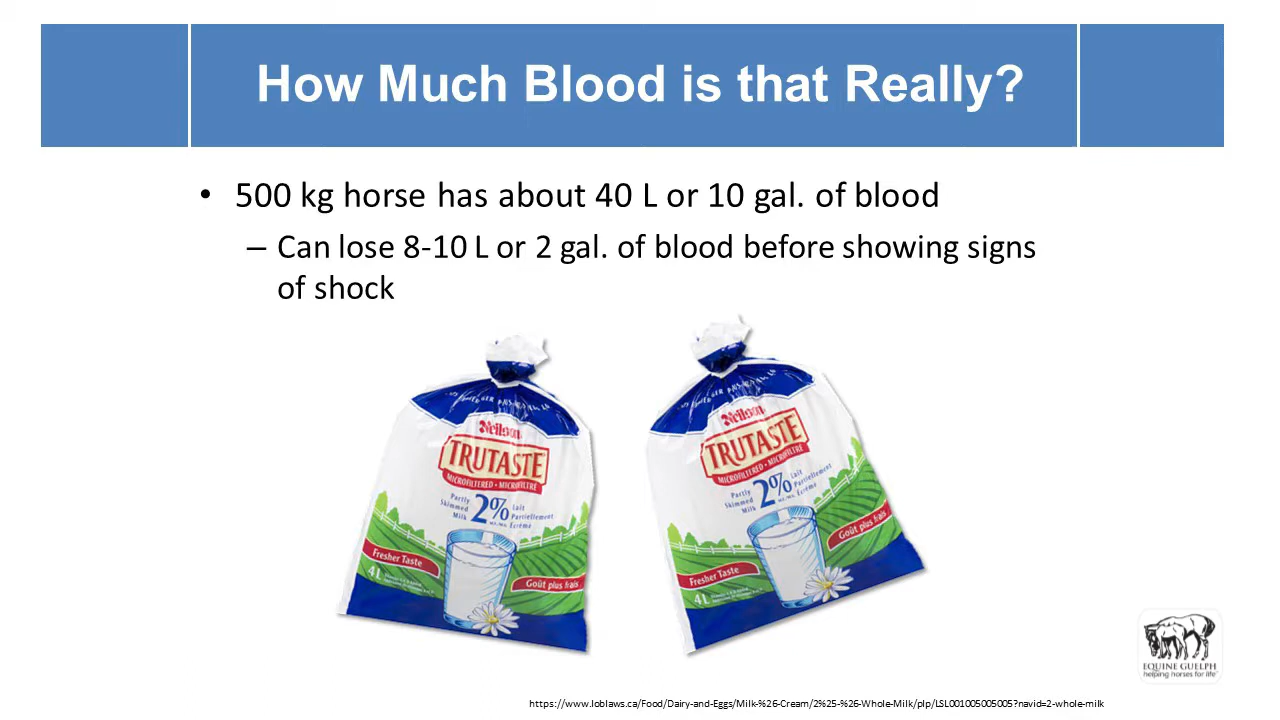 How Much Blood is that Really?
• 500 kg horse has about 40 L or 10 gal. of blood
– Can lose 8-10 L or 2 gal. of blood before showing signs
of shock
Neilson
TRUTASTE
MICROFILTERED • MICROFILTRÉ
Partly
Skimmed
Milk
2%
Lait
Partiellement
Écrémé
Fresher Taste
4L
Goût plus frais
Neilson
TRUTASTE
MICROFILTERED • MICROFILTRÉ
Partly
Skimmed
Milk
2%
Lait
Partiellement
Écrémé
Fresher Taste
4L
Goût plus frais
EQUINE GUELPH
helping horses for life™
https://www.loblaws.ca/Food/Dairy-and-Eggs/Milk-%26-Cream/2%25-%26-Whole-Milk/plp/LSL001005005005?navid=2-whole-milk